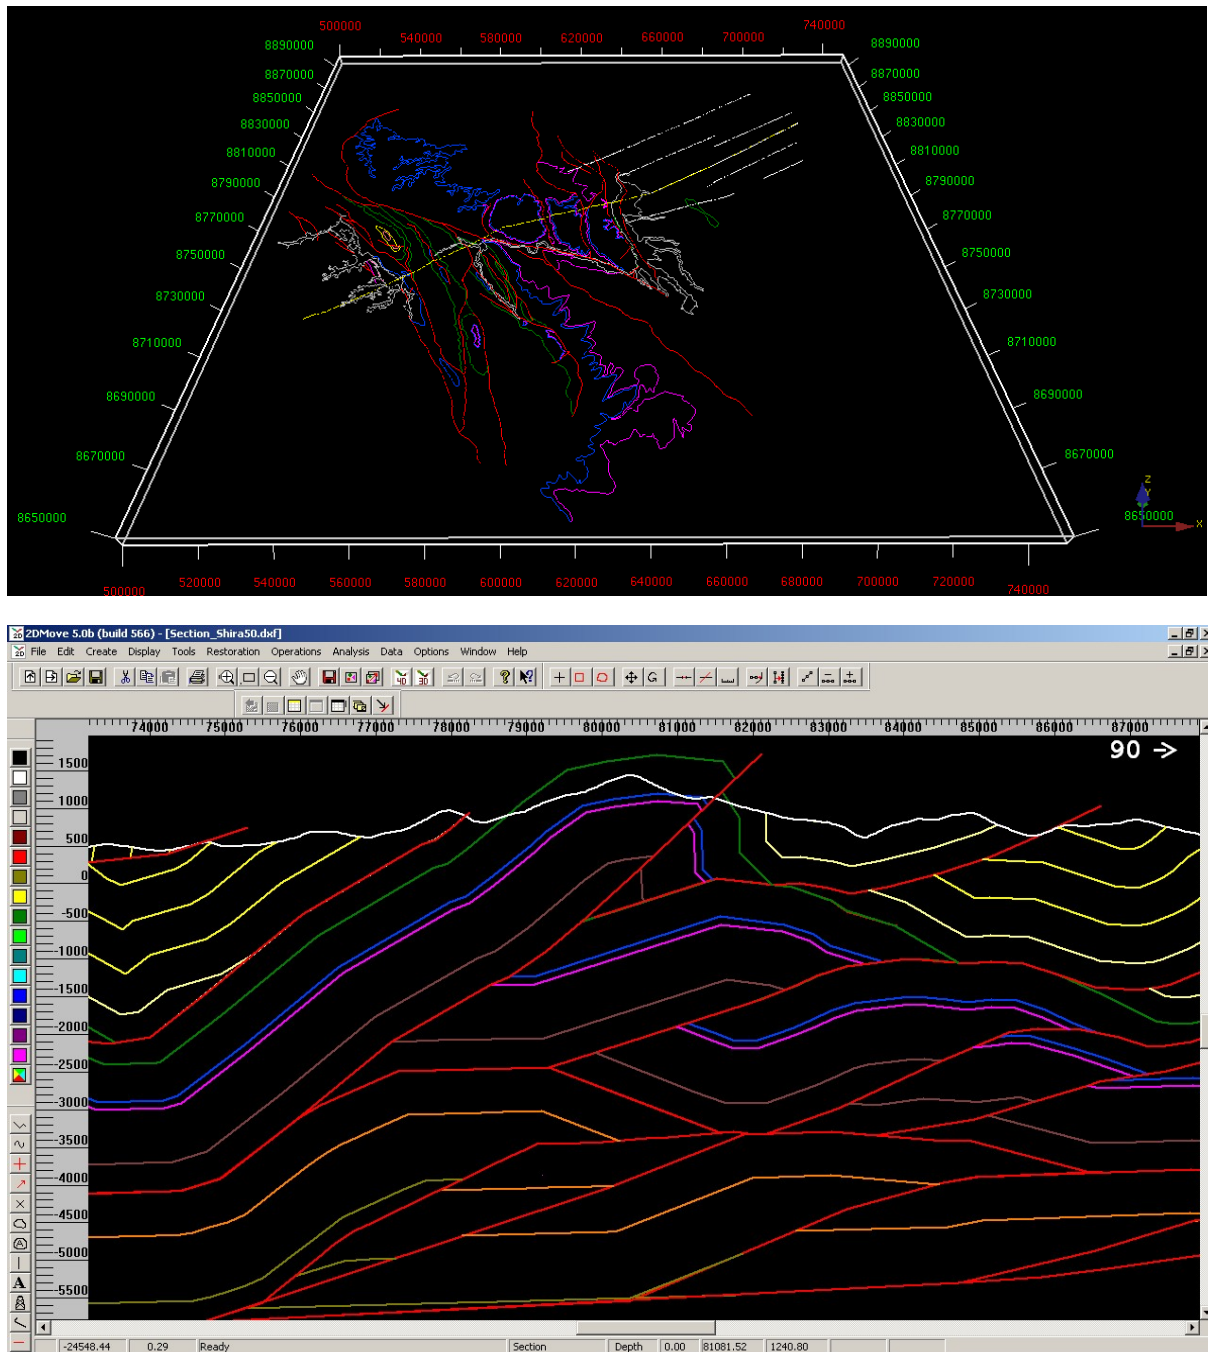 500000 540000 580000 620000 660000 700000 740000
8890000 8890000
8870000 8870000
8850000 8850000
8830000 8830000
8810000 8810000
8790000 8790000
8770000 8770000
8750000 8750000
8730000 8730000
8710000 8710000
8690000 8690000
8670000 8670000
8650000 8650000
Z
Y
X
500000 520000 540000 560000 580000 600000 620000 640000 660000 680000 700000 720000 740000
2DMove 5.0b (build 566) - [Section_Shira50.dxf]
File Edit Create Display Tools Restoration Operations Analysis Data Options Window Help
4D 3D
74000 75000 76000 77000 78000 79000 80000 81000 82000 83000 84000 85000 86000 87000
90 ->
1500
1000
500
0
-500
-1000
-1500
-2000
-2500
-3000
-3500
-4000
-4500
-5000
-5500
A
-24548.44 0.29 Ready Section Depth 0.00 81081.52 1240.80